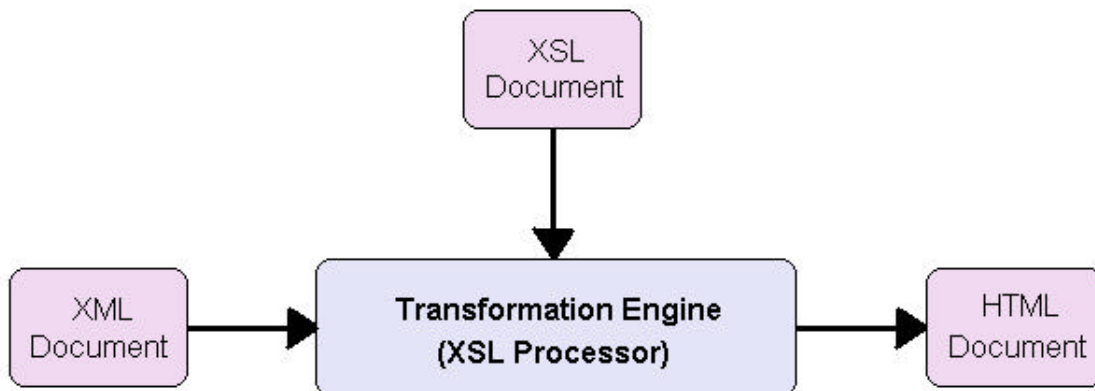 XSL
Document
XML
Document
Transformation Engine
(XSL Processor)
HTML
Document